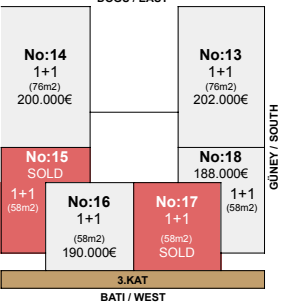 DOĞU / EAST
No:14
1+1
(76m2)
200.000€
No:13
1+1
(76m2)
202.000€
No:15
SOLD
1+1
(58m2)
No:18
188.000€
1+1
(58m2)
No:16
1+1
(58m2)
190.000€
No:17
1+1
(58m2)
SOLD
GÜNEY / SOUTH
3.KAT
BATI / WEST